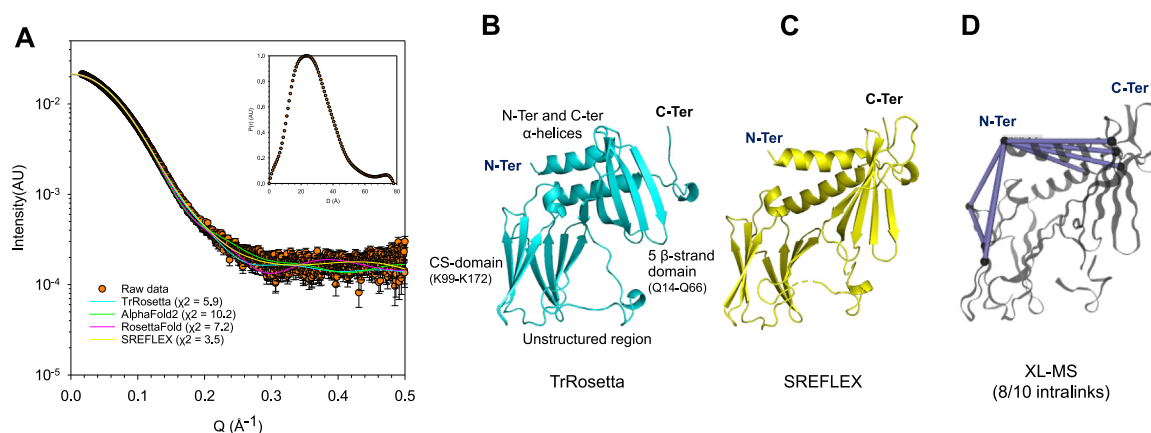 A
Intensity(AU)
10-2
10-3
10-4
10-5
0.0 0.1 0.2 0.3 0.4 0.5
Q (Å-1)
Raw data
TrRosetta (χ2 = 5.9)
AlphaFold2 (χ2 = 10.2)
RosettaFold (χ2 = 7.2)
SREFLEX (χ2 = 3.5)
P(r) (AU)
1,0
0,8
0,6
0,4
0,2
0,0
0 20 40 60 80
D (Å)
B
N-Ter and C-ter
α-helices
C-Ter
N-Ter
CS-domain
(K99-K172)
5 β-strand
domain
(Q14-Q66)
Unstructured region
TrRosetta
C
C-Ter
N-Ter
SREFLEX
D
C-Ter
N-Ter
XL-MS
(8/10 intralinks)